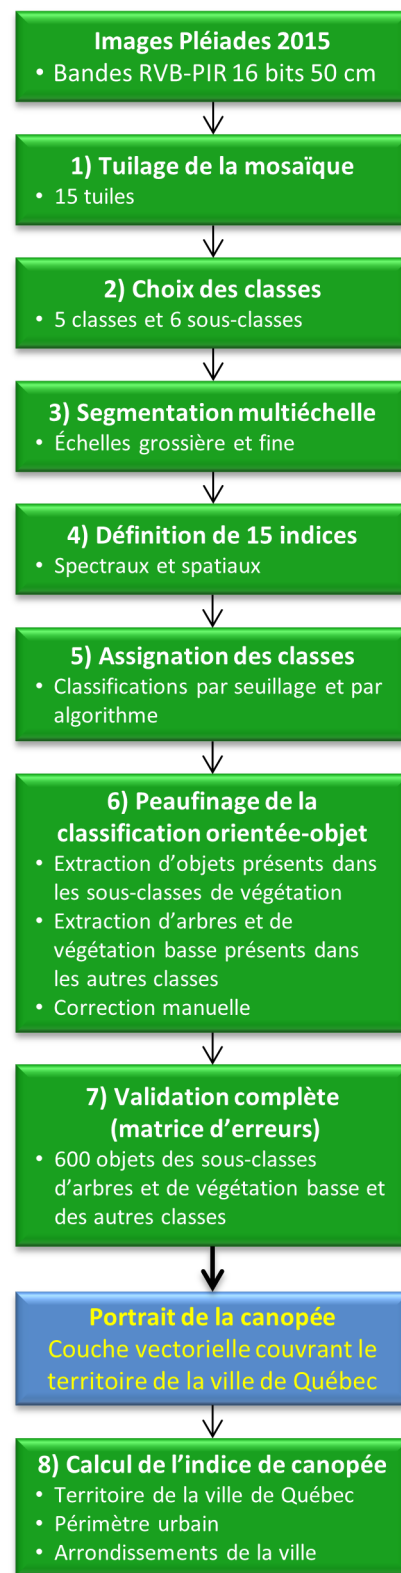 Images Pléiades 2015
• Bandes RVB-PIR 16 bits 50 cm
1) Tuilage de la mosaïque
• 15 tuiles
2) Choix des classes
• 5 classes et 6 sous-classes
3) Segmentation multiéchelle
• Échelles grossière et fine
4) Définition de 15 indices
• Spectraux et spatiaux
5) Assignation des classes
• Classifications par seuillage et par
algorithme
6) Peaufinage de la
classification orientée-objet
• Extraction d'objets présents dans
les sous-classes de végétation
• Extraction d'arbres et de
végétation basse présents dans
les autres classes
• Correction manuelle
7) Validation complète
(matrice d'erreurs)
• 600 objets des sous-classes
d'arbres et de végétation basse et
des autres classes
Portrait de la canopée
Couche vectorielle couvrant le
territoire de la ville de Québec
8) Calcul de l'indice de canopée
• Territoire de la ville de Québec
• Périmètre urbain
• Arrondissements de la ville